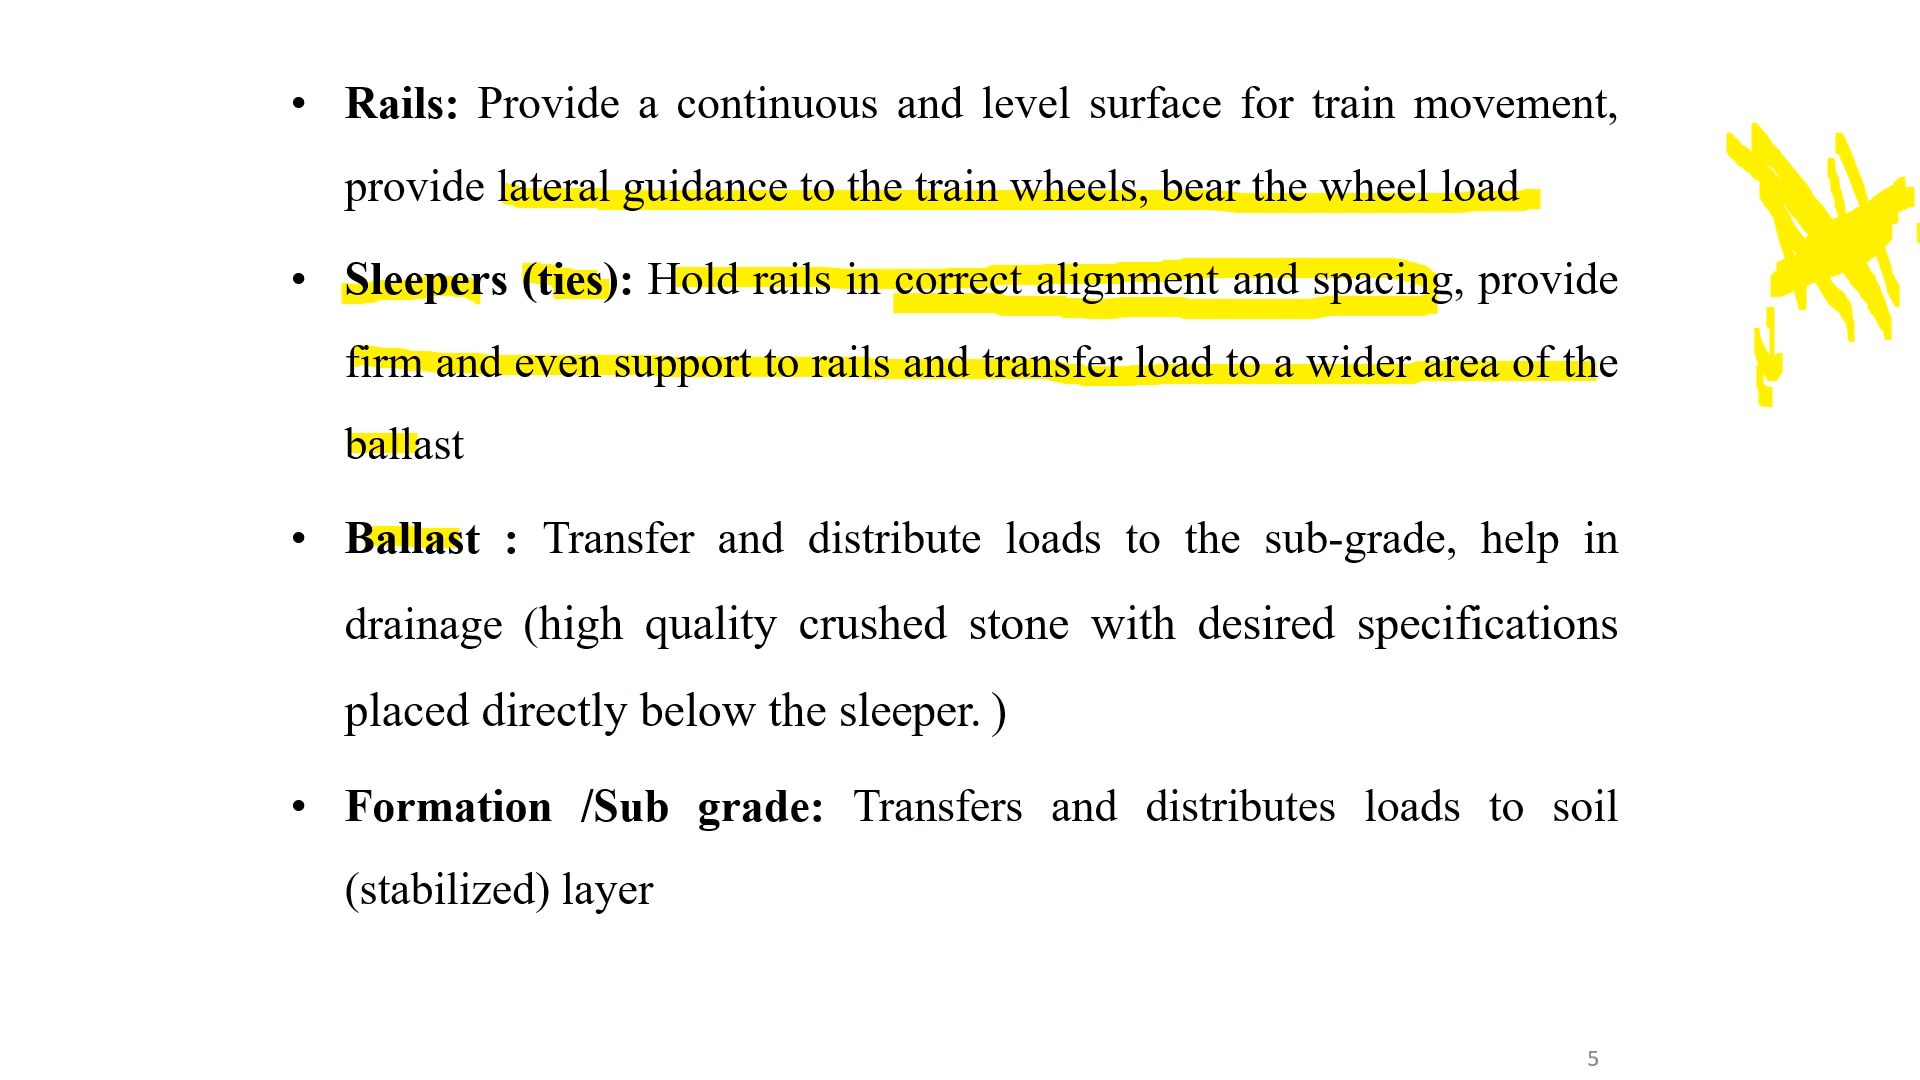 • Rails: Provide a continuous and level surface for train movement,
provide lateral guidance to the train wheels, bear the wheel load
• Sleepers (ties): Hold rails in correct alignment and spacing, provide
firm and even support to rails and transfer load to a wider area of the
ballast
• Ballast : Transfer and distribute loads to the sub-grade, help in
drainage (high quality crushed stone with desired specifications
placed directly below the sleeper. )
• Formation /Sub grade: Transfers and distributes loads to soil
(stabilized) layer
5